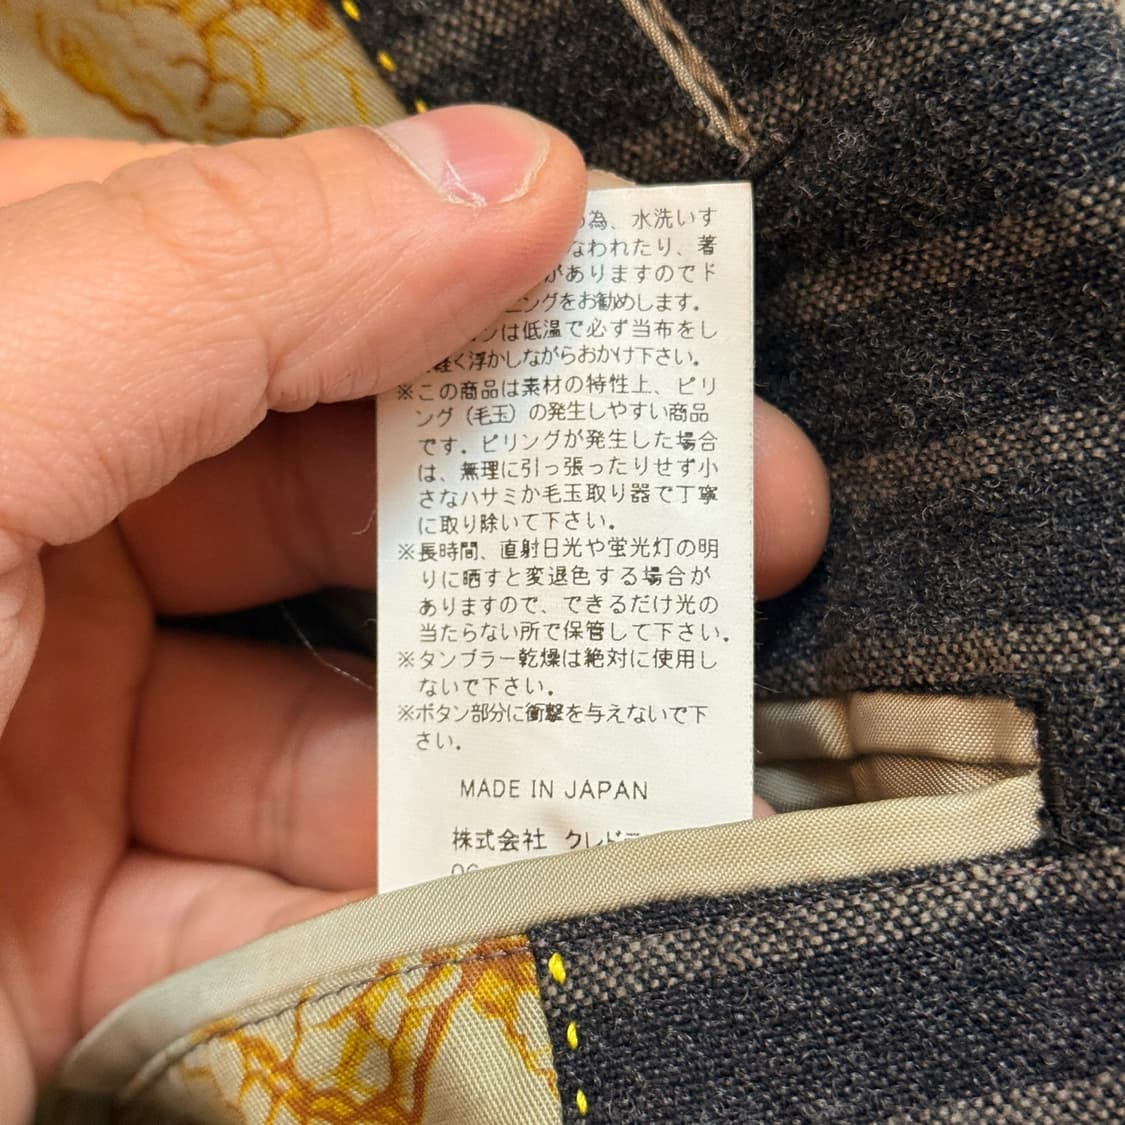 為、水洗いす
なわれたり、著
がありますのでド
ニングをお勧めします。
ンは低温で必ず当布をし
軽く浮かしながらおかけ下さい。
※この商品は素材の特性上、ピリ
ング（毛玉）の発生しやすい商品
です。ピリングが発生した場合
は、無理に引っ張ったりせず小
さなハサミか毛玉取り器で丁寧
に取り除いて下さい。
※長時間、直射日光や蛍光灯の明
りに晒すと変退色する場合が
ありますので、できるだけ光の
当たらない所で保管して下さい。
※タンブラー乾燥は絶対に使用し
ないで下さい。
※ボタン部分に衝撃を与えないで下
さい。
MADE IN JAPAN
株式会社 クレド